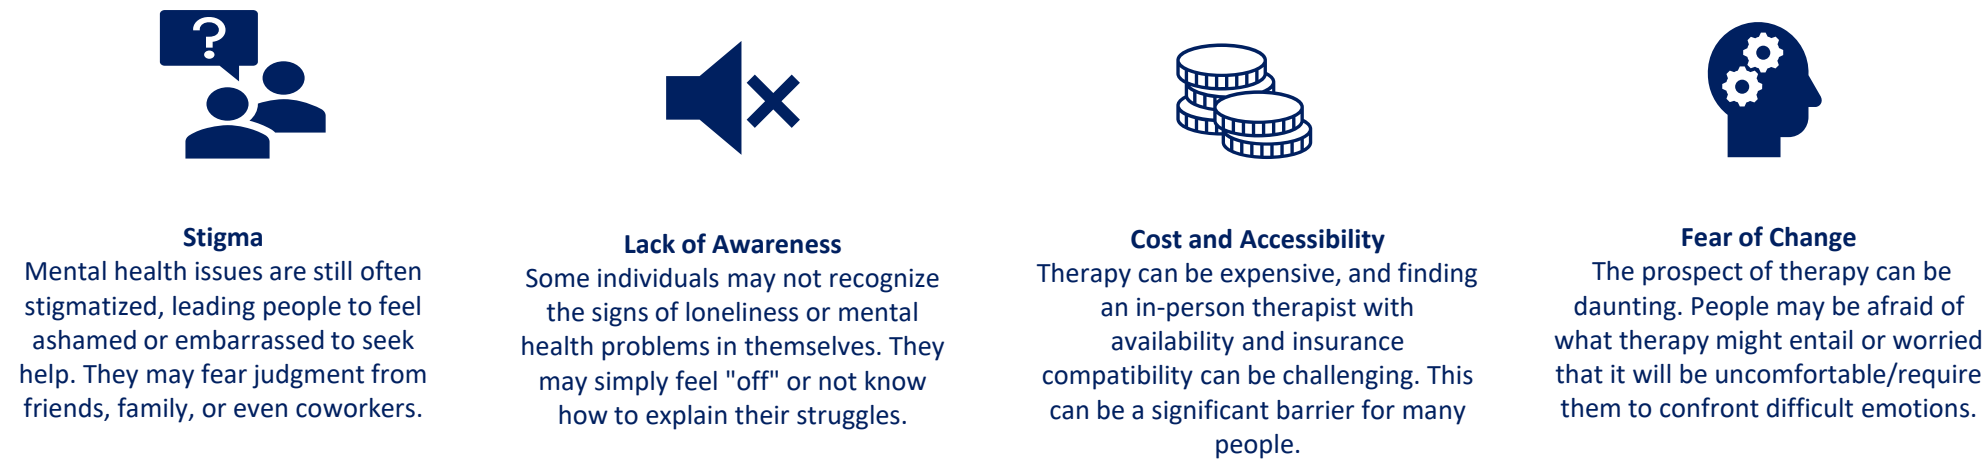 ?
Stigma
Mental health issues are still often
stigmatized, leading people to feel
ashamed or embarrassed to seek
help. They may fear judgment from
friends, family, or even coworkers.
Lack of Awareness
Some individuals may not recognize
the signs of loneliness or mental
health problems in themselves. They
may simply feel "off" or not know
how to explain their struggles.
Cost and Accessibility
Therapy can be expensive, and finding
an in-person therapist with
availability and insurance
compatibility can be challenging. This
can be a significant barrier for many
people.
Fear of Change
The prospect of therapy can be
daunting. People may be afraid of
what therapy might entail or worried
that it will be uncomfortable/require
them to confront difficult emotions.